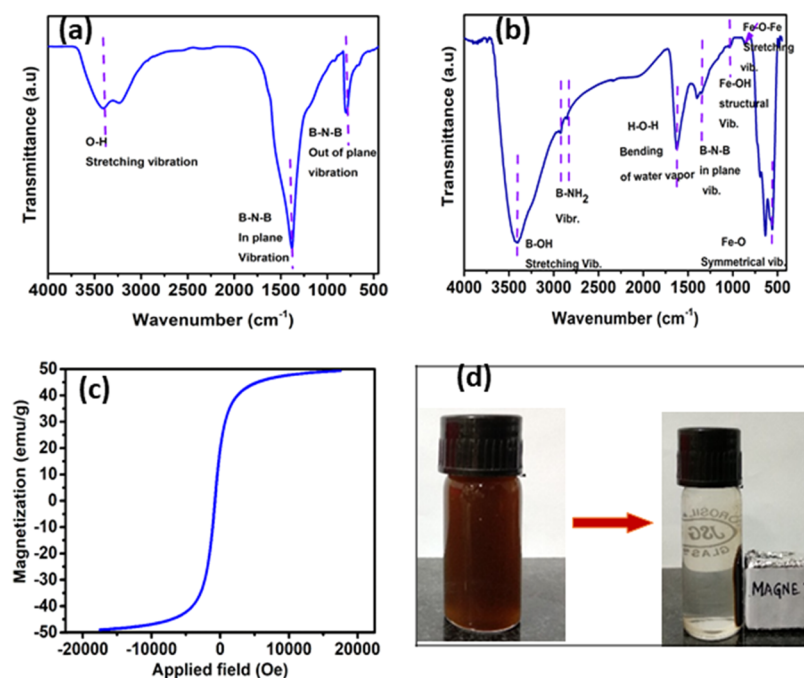 (a)
Transmittance (a.u)
O-H
Stretching vibration
B-N-B
Out of plane
vibration
B-N-B
In plane
Vibration
4000 3500 3000 2500 2000 1500 1000 500
Wavenumber (cm-1)
(b)
Transmittance (a.u)
Fe-O-Fe
Stretching
vib.
Fe-OH
structural
Vib.
H-O-H
Bending
of water vapor
B-N-B
in plane
vib.
B-NH2
Vibr.
B-OH
Stretching Vib.
Fe-O
Symmetrical vib.
4000 3500 3000 2500 2000 1500 1000 500
Wavenumber (cm-1)
(c)
Magnetization (emu/g)
50
40
30
20
10
0
10
20
30
40
-50
-20000 -10000 0 10000 20000
Applied field (Oe)
(d)
OROSIL
JSG
GLAS
MAGNE